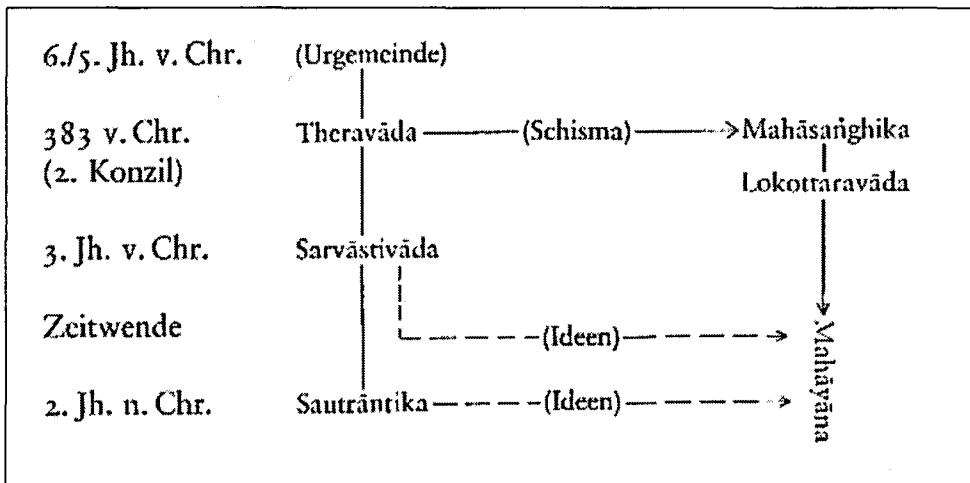 6./5. Jh. v. Chr. (Urgemeinde)
383 v. Chr. Theravāda (Schisma) Mahāsaṅghika
(2. Konzil)
Lokottaravāda
3. Jh. v. Chr. Sarvāstivāda
Zeitwende (Ideen)
Mahāyāna
2. Jh. n. Chr. Sautrāntika (Ideen)